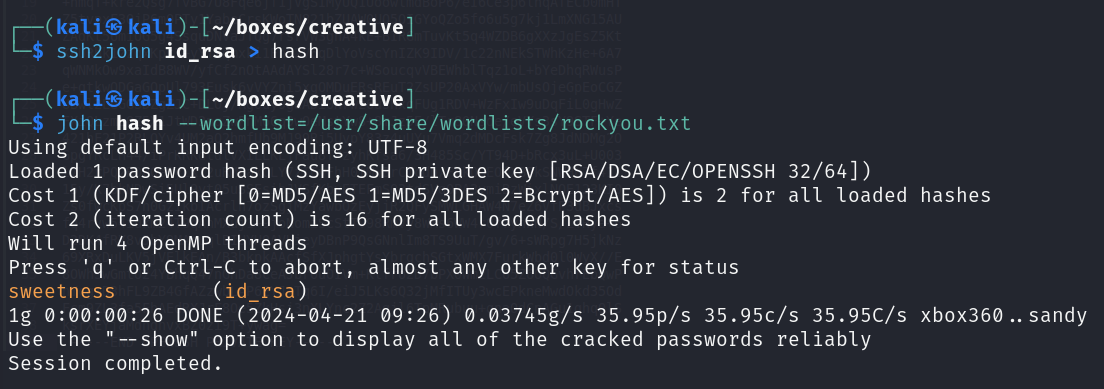 ┌──(kali㉿kali)-[~/boxes/creative]
└─$ ssh2john id_rsa > hash
┌──(kali㉿kali)-[~/boxes/creative]
└─$ john hash --wordlist=/usr/share/wordlists/rockyou.txt
Using default input encoding: UTF-8
Loaded 1 password hash (SSH, SSH private key [RSA/DSA/EC/OPENSSH 32/64])
Cost 1 (KDF/cipher [0=MD5/AES 1=MD5/3DES 2=Bcrypt/AES]) is 2 for all loaded hashes
Cost 2 (iteration count) is 16 for all loaded hashes
Will run 4 OpenMP threads
Press 'q' or Ctrl-C to abort, almost any other key for status
sweetness        (id_rsa)
1g 0:00:00:26 DONE (2024-04-21 09:26) 0.03745g/s 35.95p/s 35.95c/s 35.95C/s xbox360..sandy
Use the "--show" option to display all of the cracked passwords reliably
Session completed.